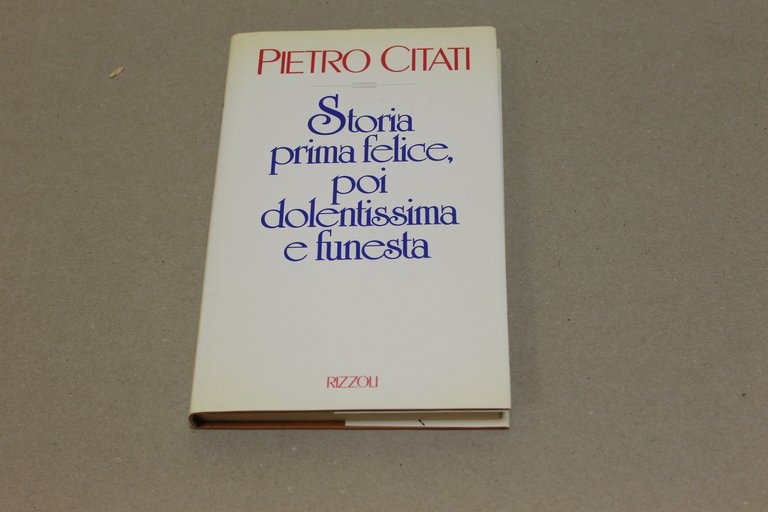 PIETRO CITATI
Storia
prima felice,
poi
dolentissima
e funesta
RIZZOLI